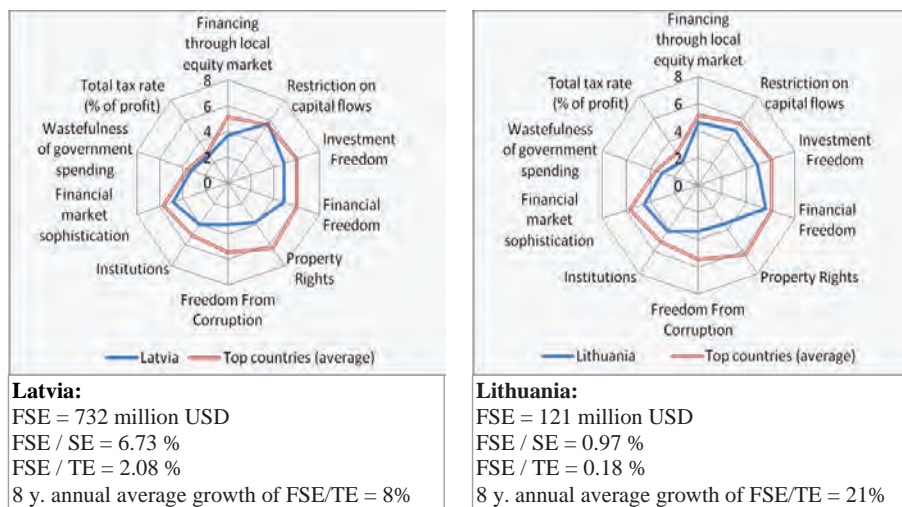 Financing
through local
equity market
8
6
4
2
0
Restriction on
capital flows
Investment
Freedom
Financial
Freedom
Property
Rights
Freedom From
Corruption
Institutions
Financial
market
sophistication
Wastefulness
of government
spending
Total tax rate
(% of profit)
Latvia
Top countries (average)
Latvia:
FSE = 732 million USD
FSE / SE = 6.73 %
FSE / TE = 2.08 %
8 y. annual average growth of FSE/TE = 8%
Financing
through local
equity market
8
6
4
2
0
Restriction on
capital flows
Investment
Freedom
Financial
Freedom
Property Rights
Freedom From
Corruption
Institutions
Financial
market
sophistication
Wastefulness
of government
spending
Total tax rate
(% of profit)
Lithuania
Top countries (average)
Lithuania:
FSE = 121 million USD
FSE / SE = 0.97 %
FSE / TE = 0.18 %
8 y. annual average growth of FSE/TE = 21%